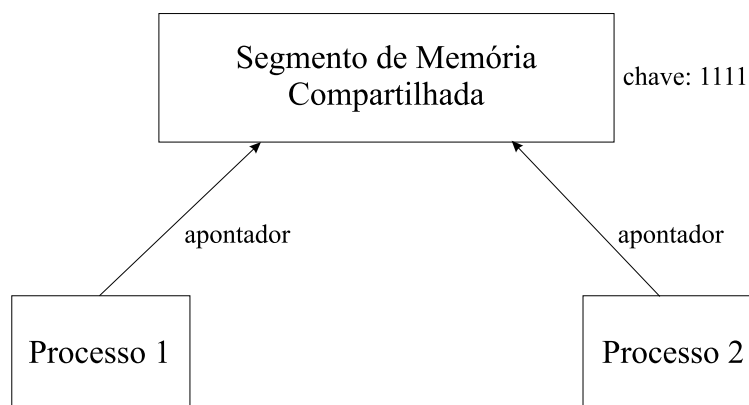 Segmento de Memória
Compartilhada
chave: 1111
apontador
apontador
Processo 1
Processo 2